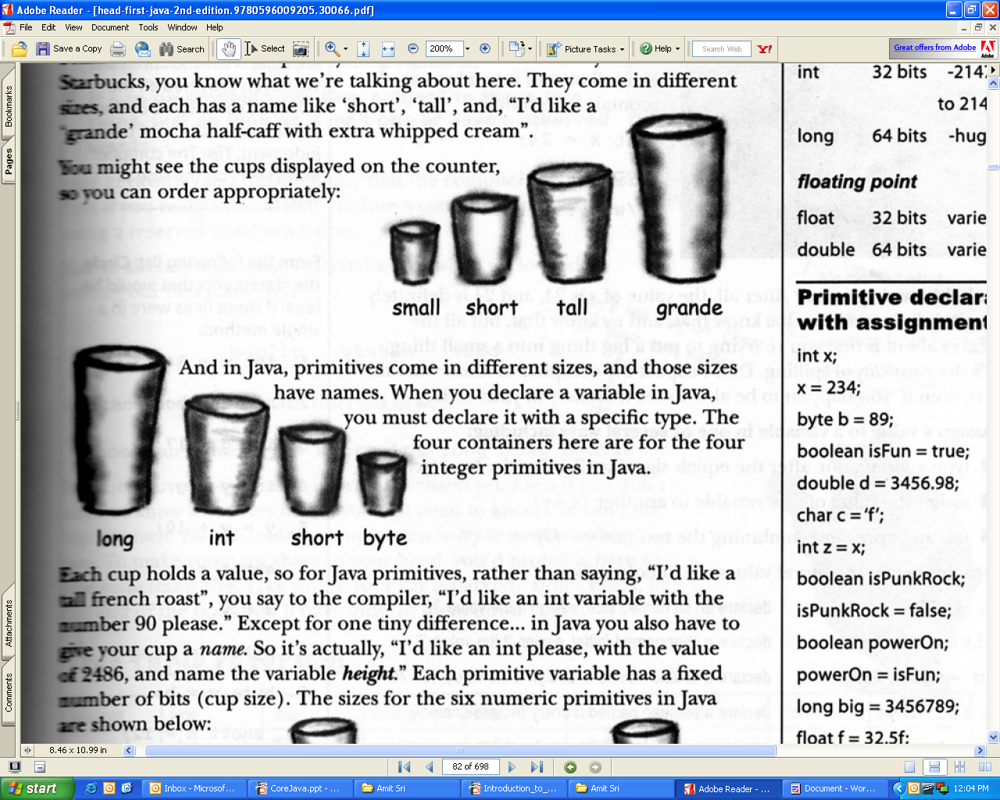 Adobe Reader - [head-first-java-2nd-edition.9780596009205.30066.pdf]
File Edit View Document Tools Window Help
Save a Copy Search Select 200% Picture Tasks Help Search Web Y! Great offers from Adobe Adobe
Bookmarks
Pages
Attachments
Comments
Starbucks, you know what we're talking about here. They come in different
sizes, and each has a name like 'short', 'tall', and, "I'd like a
'grande' mocha half-caff with extra whipped cream".
You might see the cups displayed on the counter,
so you can order appropriately:
small short tall grande
And in Java, primitives come in different sizes, and those sizes
have names. When you declare a variable in Java,
you must declare it with a specific type. The
four containers here are for the four
integer primitives in Java.
long int short byte
Each cup holds a value, so for Java primitives, rather than saying, "I'd like a
tall french roast", you say to the compiler, "I'd like an int variable with the
number 90 please." Except for one tiny difference... in Java you also have to
give your cup a name. So it's actually, "I'd like an int please, with the value
of 2486, and name the variable height." Each primitive variable has a fixed
number of bits (cup size). The sizes for the six numeric primitives in Java
are shown below:
int 32 bits -214
to 214
long 64 bits -hug
floating point
float 32 bits varie
double 64 bits varie
Primitive declar
with assignment
int x;
x = 234;
byte b = 89;
boolean isFun = true;
double d = 3456.98;
char c = 'f';
int z = x;
boolean isPunkRock;
isPunkRock = false;
boolean powerOn;
powerOn = isFun;
long big = 3456789;
float f = 32.5f;
8.46 x 10.99 in
82 of 698
start Inbox - Microsof... CoreJava.ppt - ... Amit Sri Introduction_to_... Amit Sri Adobe Reader - ... Document - Wor... 12:04 PM